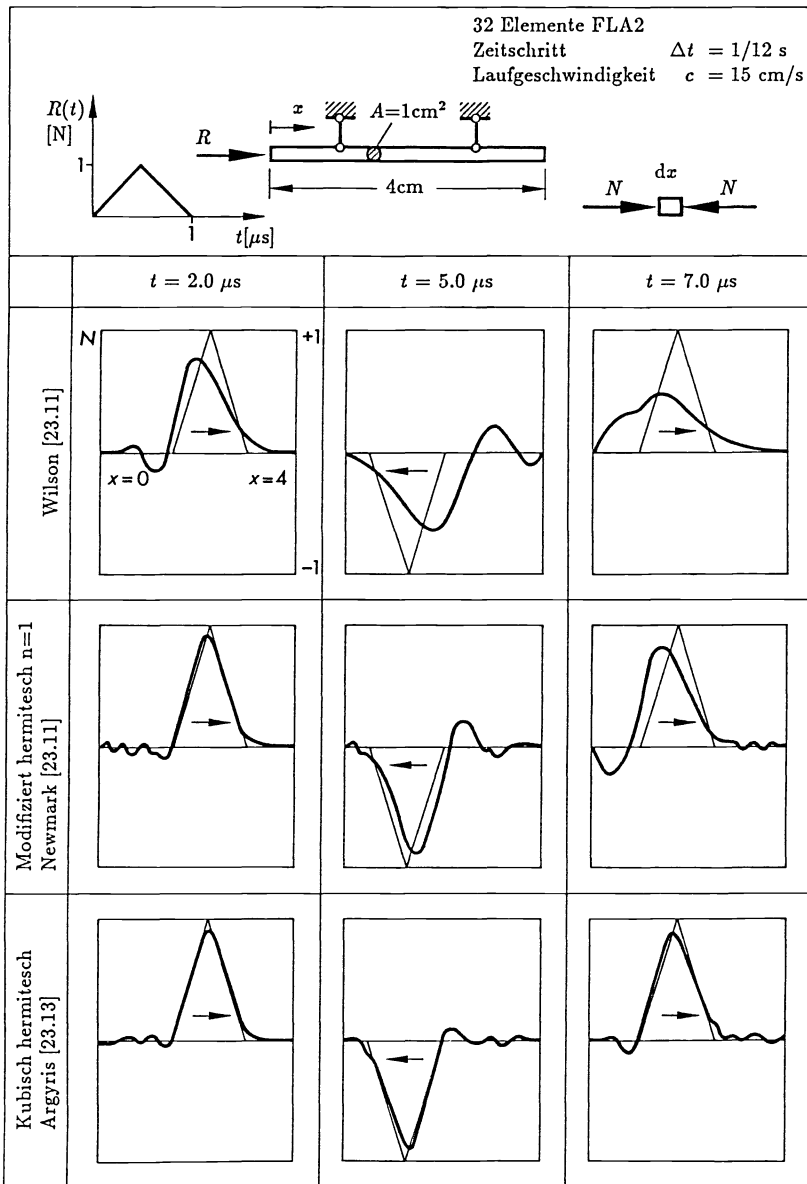 32 Elemente FLA2
Zeitschritt Δt = 1/12 s
Laufgeschwindigkeit c = 15 cm/s
R(t)
[N]
1
1
t[μs]
R
x
A=1cm²
4cm
dx
N
N
t = 2.0 μs
t = 5.0 μs
t = 7.0 μs
Wilson [23.11]
N
+1
x=0
x=4
−1
Modifiziert hermitesch n=1
Newmark [23.11]
Kubisch hermitesch
Argyris [23.13]